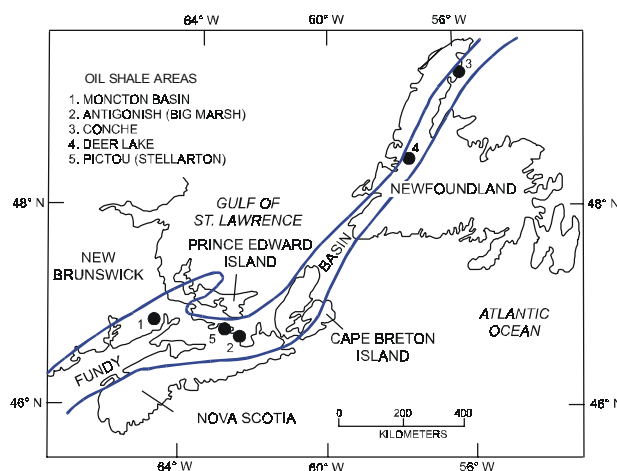 64° W
60° W
56° W
OIL SHALE AREAS
1. MONCTON BASIN
2. ANTIGONISH (BIG MARSH)
3. CONCHE
4. DEER LAKE
5. PICTOU (STELLARTON)
3
4
NEWFOUNDLAND
48° N
48° N
GULF OF
ST. LAWRENCE
PRINCE EDWARD
ISLAND
BASIN
NEW
BRUNSWICK
ATLANTIC
OCEAN
1
5
2
CAPE BRETON
ISLAND
FUNDY
NOVA SCOTIA
46° N
46° N
0
200
400
KILOMETERS
64° W
60° W
56° W